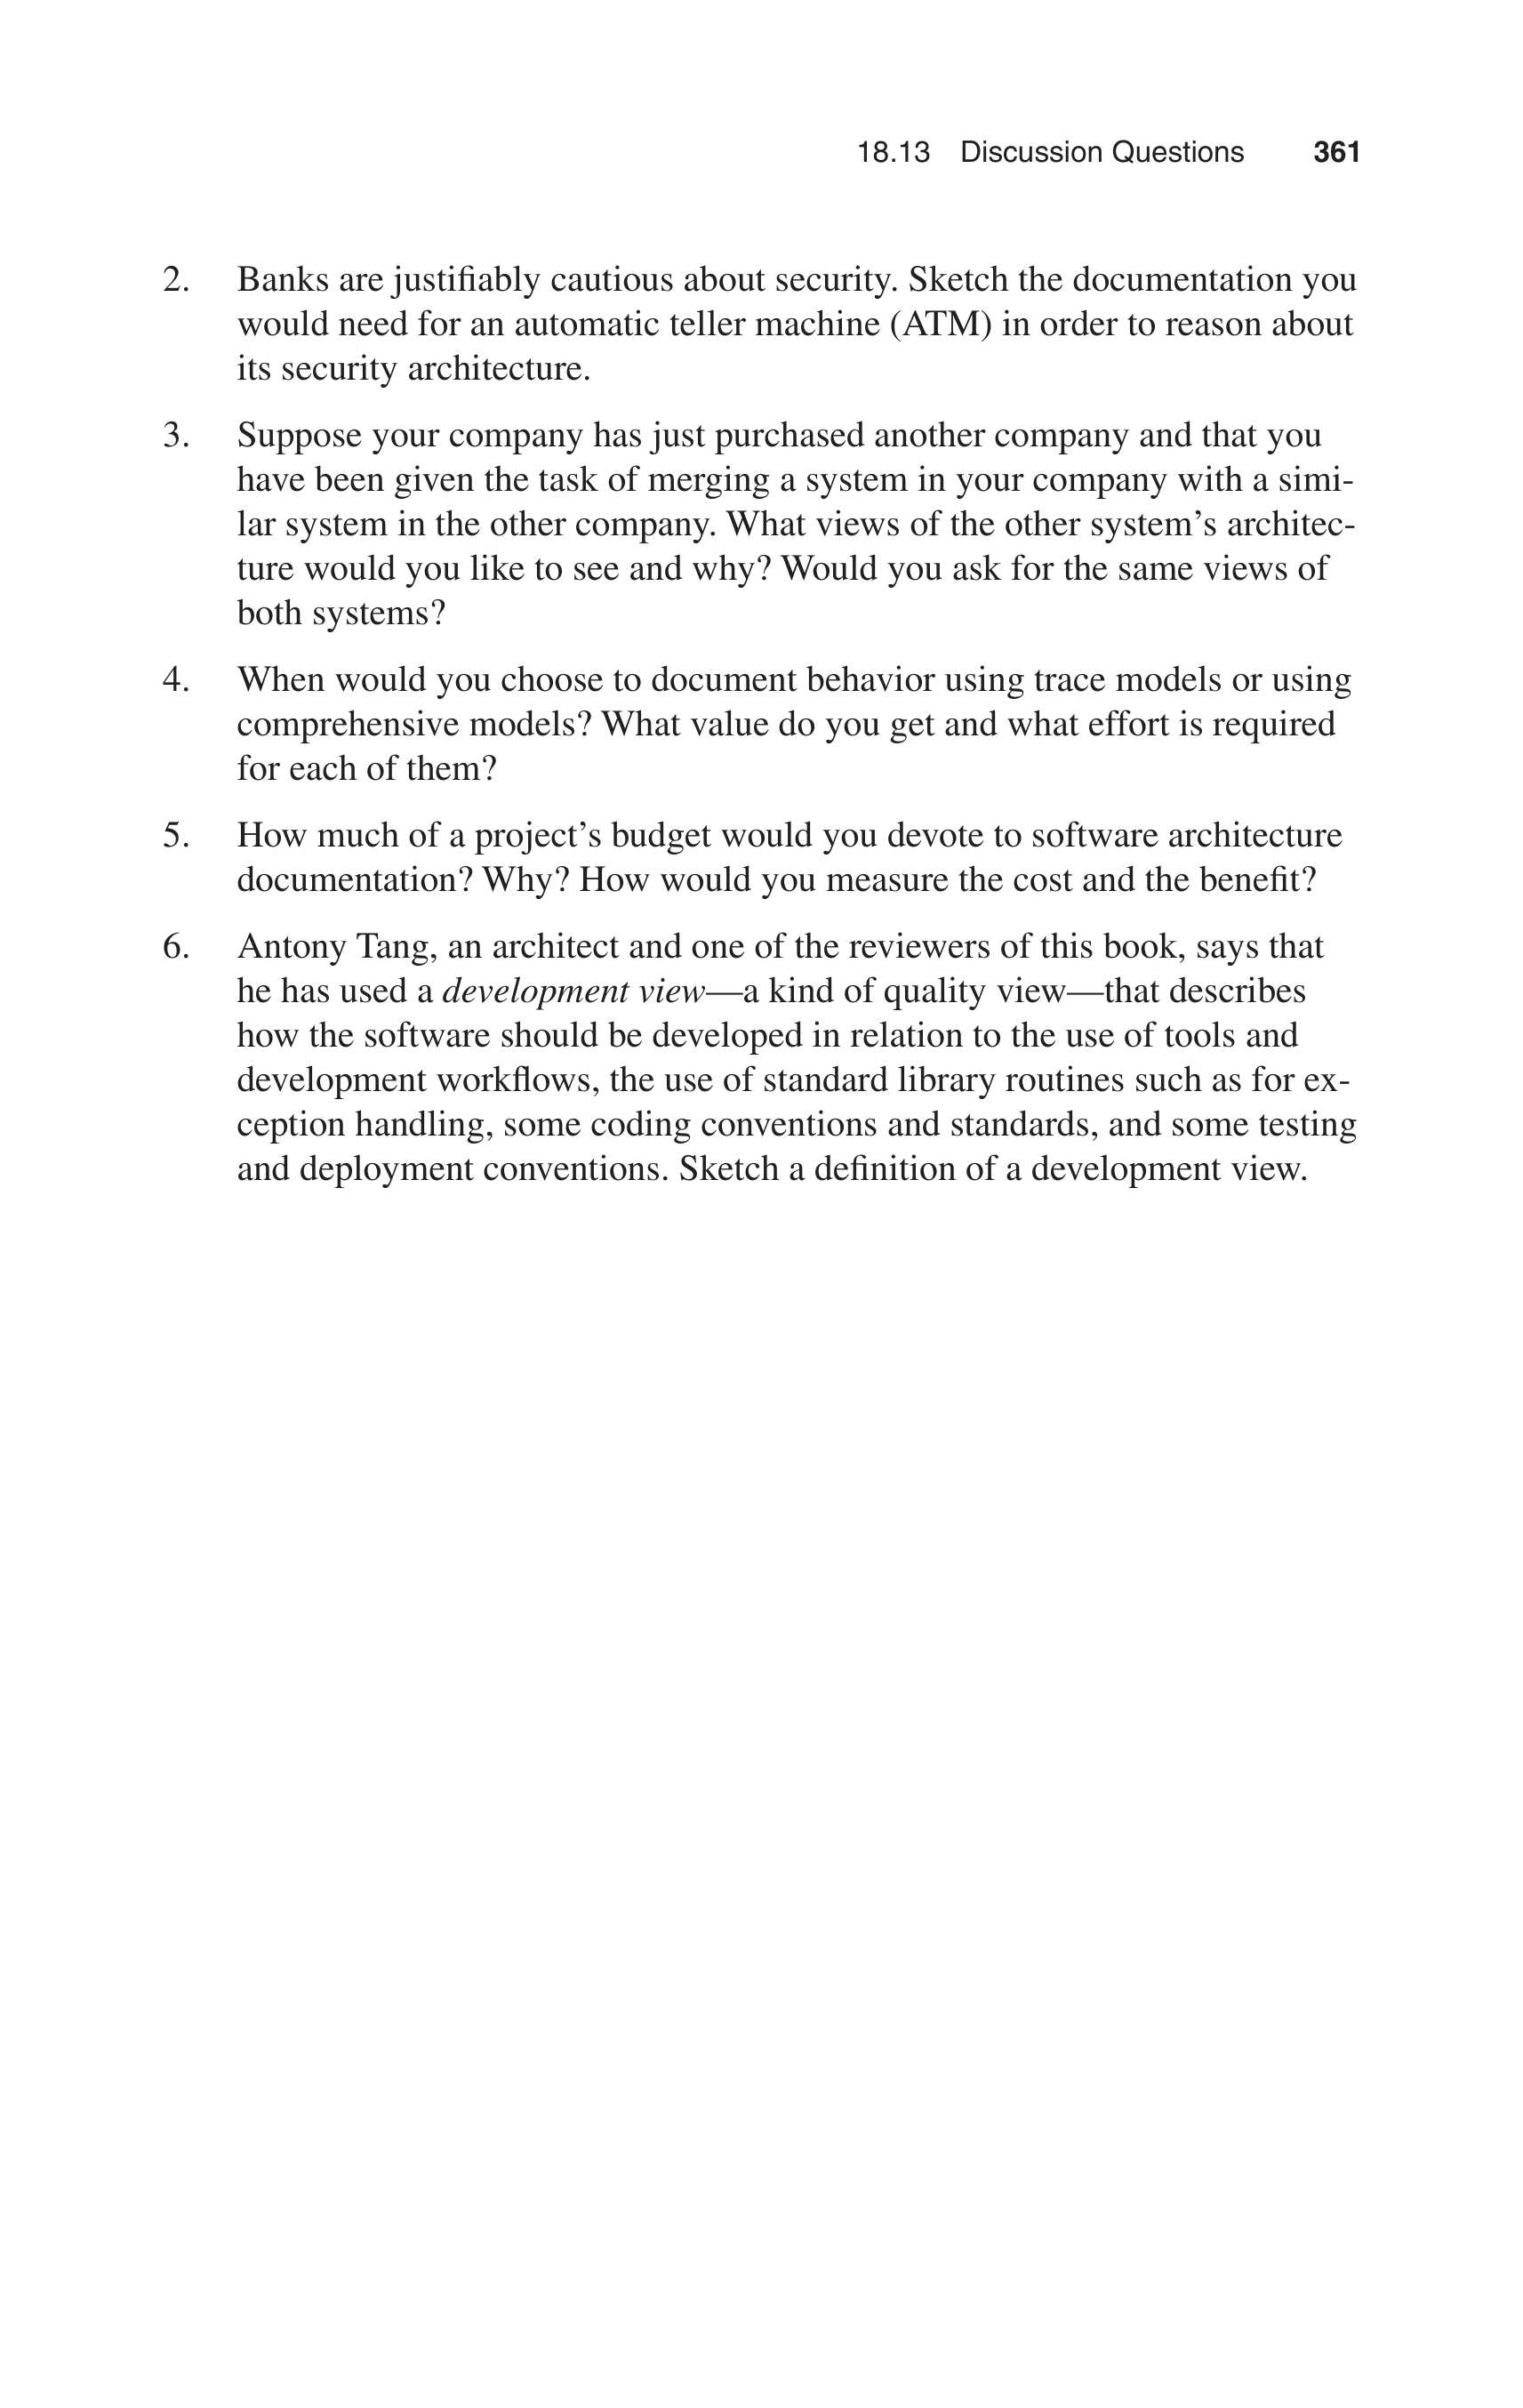 18.13 Discussion Questions 361
2. Banks are justifiably cautious about security. Sketch the documentation you
would need for an automatic teller machine (ATM) in order to reason about
its security architecture.
3. Suppose your company has just purchased another company and that you
have been given the task of merging a system in your company with a simi-
lar system in the other company. What views of the other system’s architec-
ture would you like to see and why? Would you ask for the same views of
both systems?
4. When would you choose to document behavior using trace models or using
comprehensive models? What value do you get and what effort is required
for each of them?
5. How much of a project’s budget would you devote to software architecture
documentation? Why? How would you measure the cost and the benefit?
6. Antony Tang, an architect and one of the reviewers of this book, says that
he has used a development view—a kind of quality view—that describes
how the software should be developed in relation to the use of tools and
development workflows, the use of standard library routines such as for ex-
ception handling, some coding conventions and standards, and some testing
and deployment conventions. Sketch a definition of a development view.